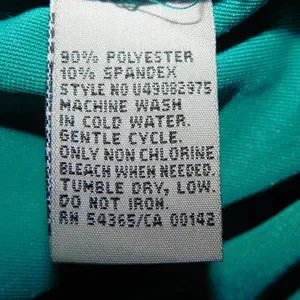 90% POLYESTER
10% SPANDEX
STYLE NO U49082975
MACHINE WASH
IN COLD WATER.
GENTLE CYCLE.
ONLY NON CHLORINE
BLEACH WHEN NEEDED.
TUMBLE DRY, LOW.
DO NOT IRON.
RN 54365/CA 00142